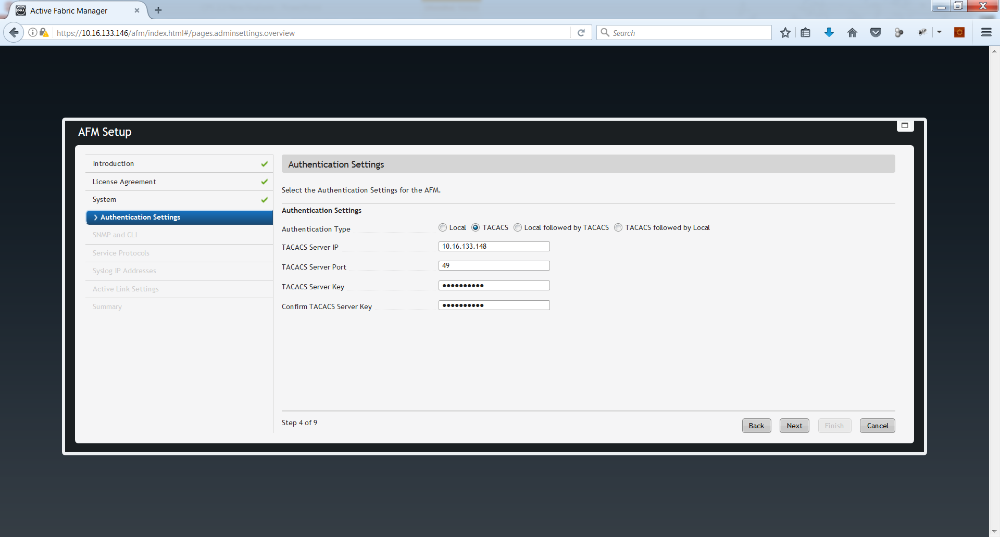 Active Fabric Manager
https://10.16.133.146/afm/index.html#/pages.adminsettings.overview
Search
AFM Setup
Introduction
License Agreement
System
Authentication Settings
SNMP and CLI
Service Protocols
Syslog IP Addresses
Active Link Settings
Summary
Authentication Settings
Select the Authentication Settings for the AFM.
Authentication Settings
Authentication Type Local TACACS Local followed by TACACS TACACS followed by Local
TACACS Server IP 10.16.133.148
TACACS Server Port 49
TACACS Server Key ●●●●●●●●●●
Confirm TACACS Server Key ●●●●●●●●●●
Step 4 of 9
Back Next Finish Cancel